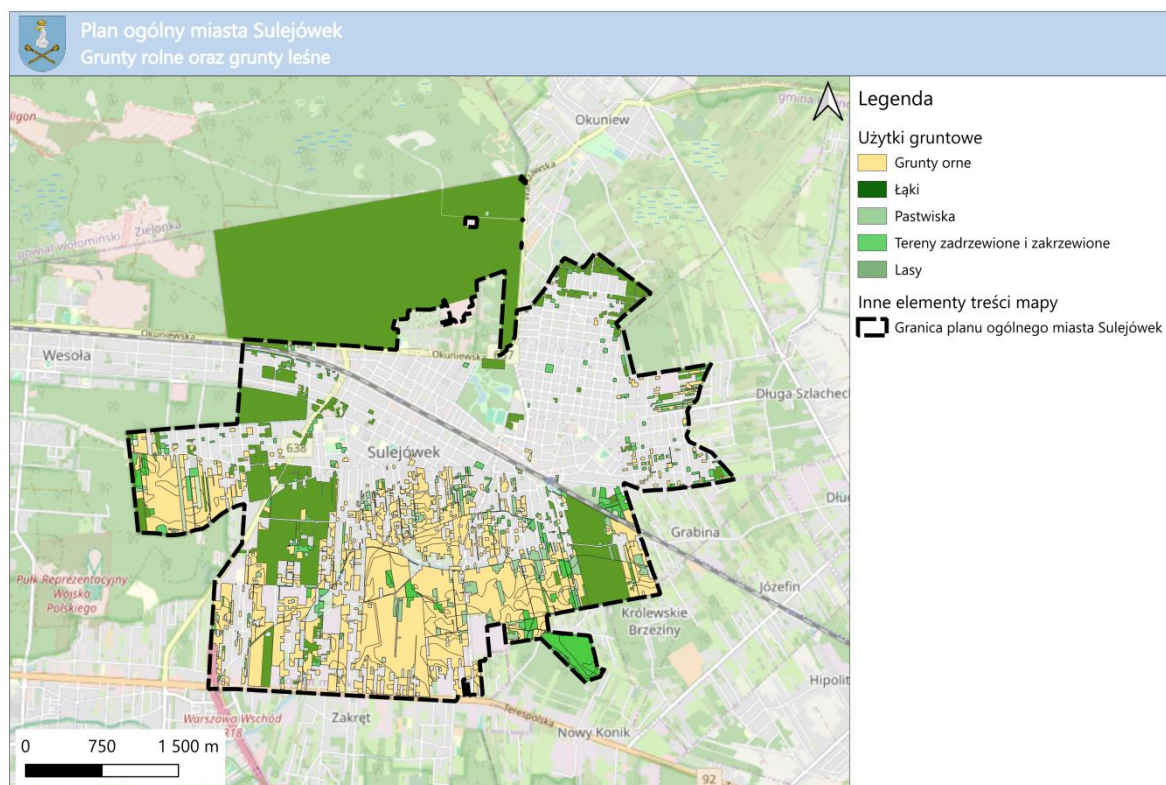 Plan ogólny miasta Sulejówek
Grunty rolne oraz grunty leśne
Okuniew
powiat wołomiński
Zielonka
Okuniewska
Wesoła
Okuniewska
638
Sulejówek
Długa Szlachec
Grabina
Pułk Reprezentacyjny
Wojska
Polskiego
Józefin
Królewskie
Brzeziny
Hipolit
Warszawa Wschód
Zakręt
Terespolska
Nowy Konik
92
0 750 1 500 m
Legenda
Użytki gruntowe
Grunty orne
Łąki
Pastwiska
Tereny zadrzewione i zakrzewione
Lasy
Inne elementy treści mapy
Granica planu ogólnego miasta Sulejówek